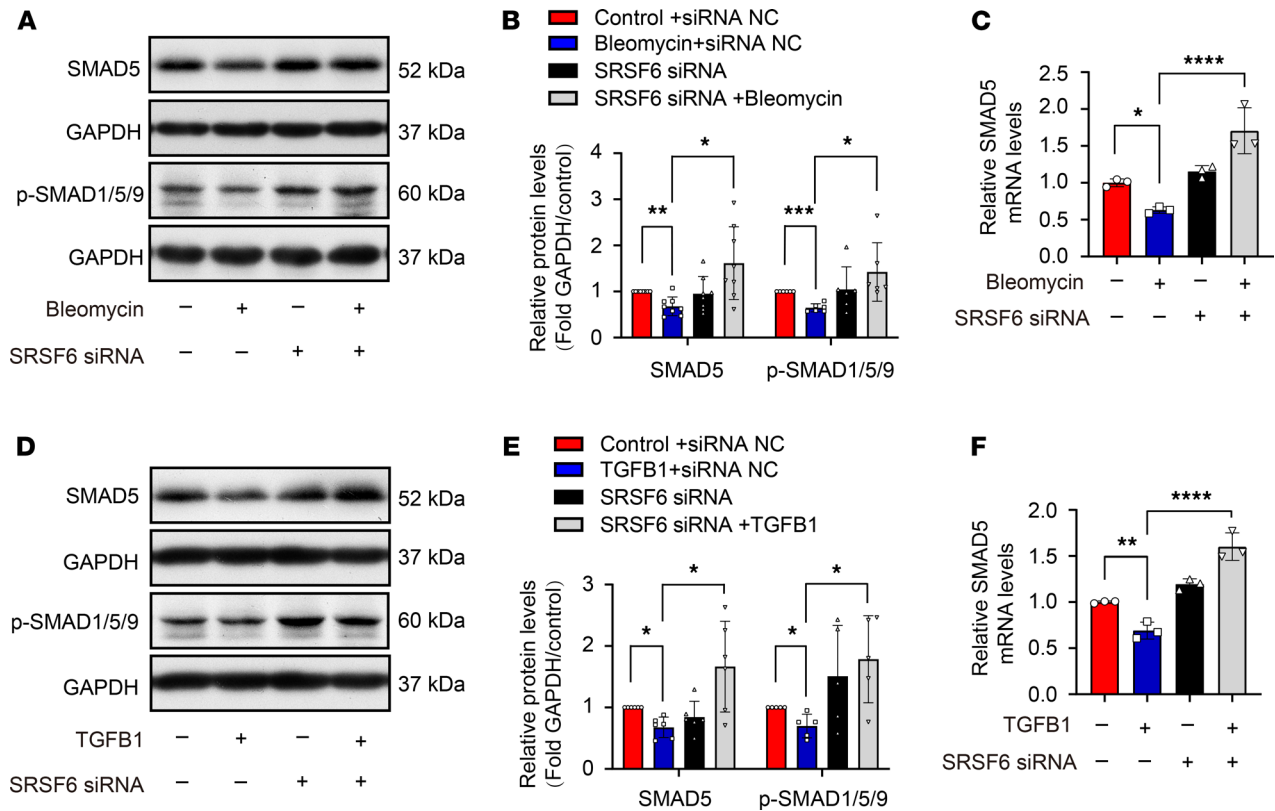 A
SMAD5
52 kDa
GAPDH
37 kDa
p-SMAD1/5/9
60 kDa
GAPDH
37 kDa
Bleomycin – + – +
SRSF6 siRNA – – + +
B
Control +siRNA NC
Bleomycin+siRNA NC
SRSF6 siRNA
SRSF6 siRNA +Bleomycin
Relative protein levels
(Fold GAPDH/control)
4
3
2
1
0
** * *** *
SMAD5 p-SMAD1/5/9
C
Relative SMAD5
mRNA levels
2.5
2.0
1.5
1.0
0.5
0.0
* ****
Bleomycin – + – +
SRSF6 siRNA – – + +
D
SMAD5
52 kDa
GAPDH
37 kDa
p-SMAD1/5/9
60 kDa
GAPDH
37 kDa
TGFB1 – + – +
SRSF6 siRNA – – + +
E
Control +siRNA NC
TGFB1+siRNA NC
SRSF6 siRNA
SRSF6 siRNA +TGFB1
Relative protein levels
(Fold GAPDH/control)
3
2
1
0
* * * *
SMAD5 p-SMAD1/5/9
F
Relative SMAD5
mRNA levels
2.0
1.5
1.0
0.5
0.0
** ****
TGFB1 – + – +
SRSF6 siRNA – – + +